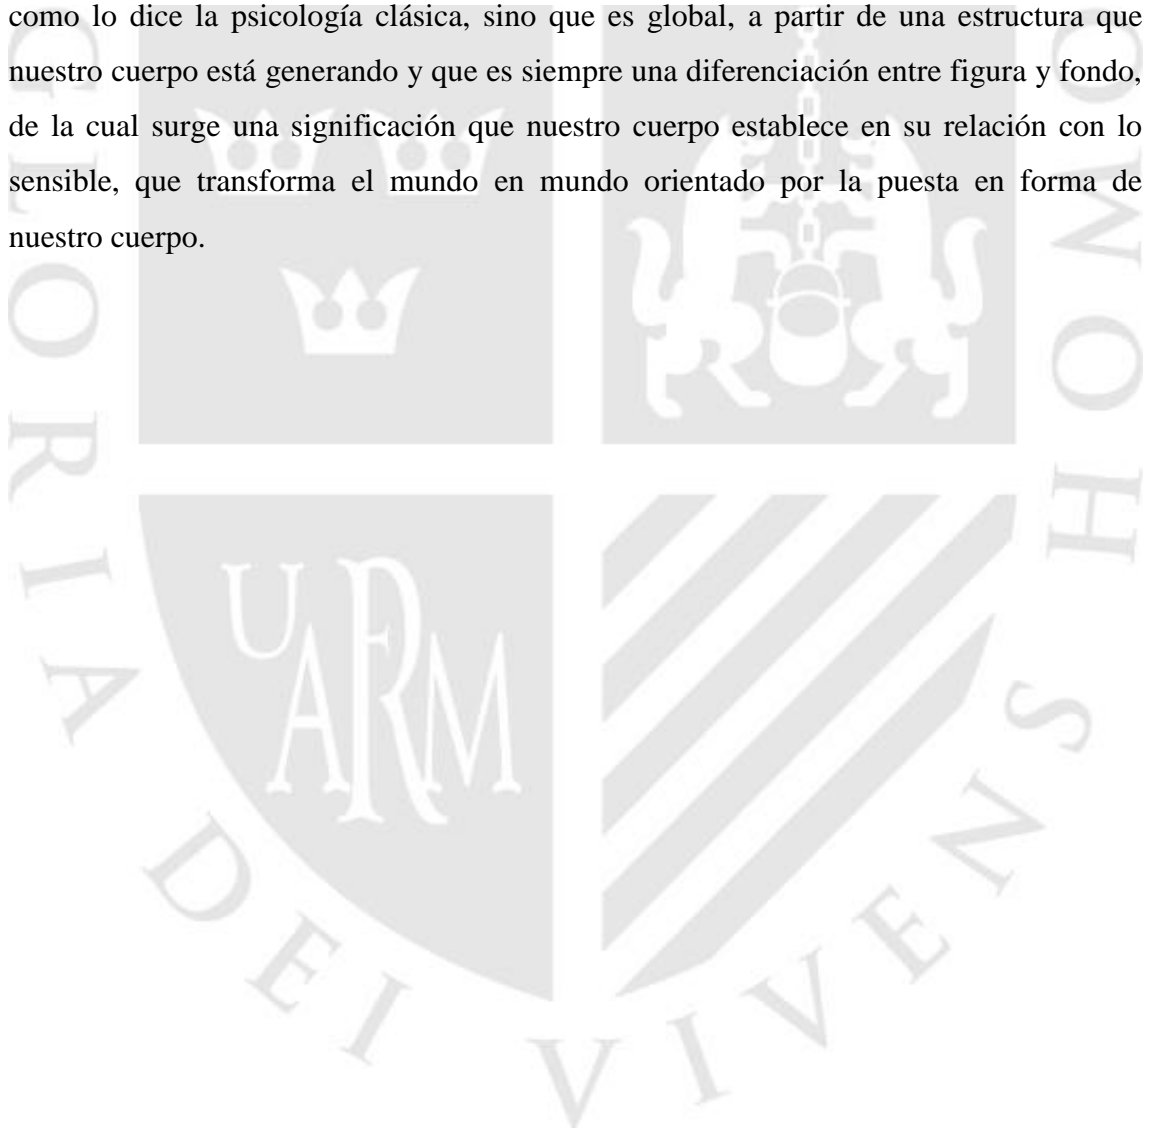 como lo dice la psicología clásica, sino que es global, a partir de una estructura que
nuestro cuerpo está generando y que es siempre una diferenciación entre figura y fondo,
de la cual surge una significación que nuestro cuerpo establece en su relación con lo
sensible, que transforma el mundo en mundo orientado por la puesta en forma de
nuestro cuerpo.
GLORIA DEI VIVENS HOMO
UARM